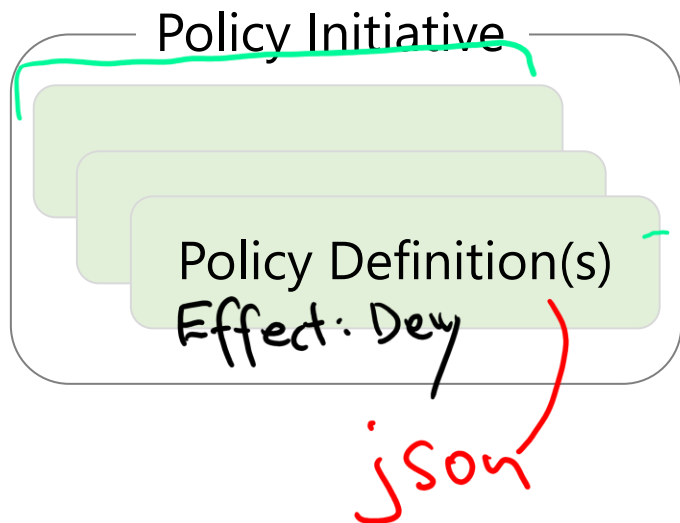 Policy Initiative
Policy Definition(s)
Effect: Deny
json